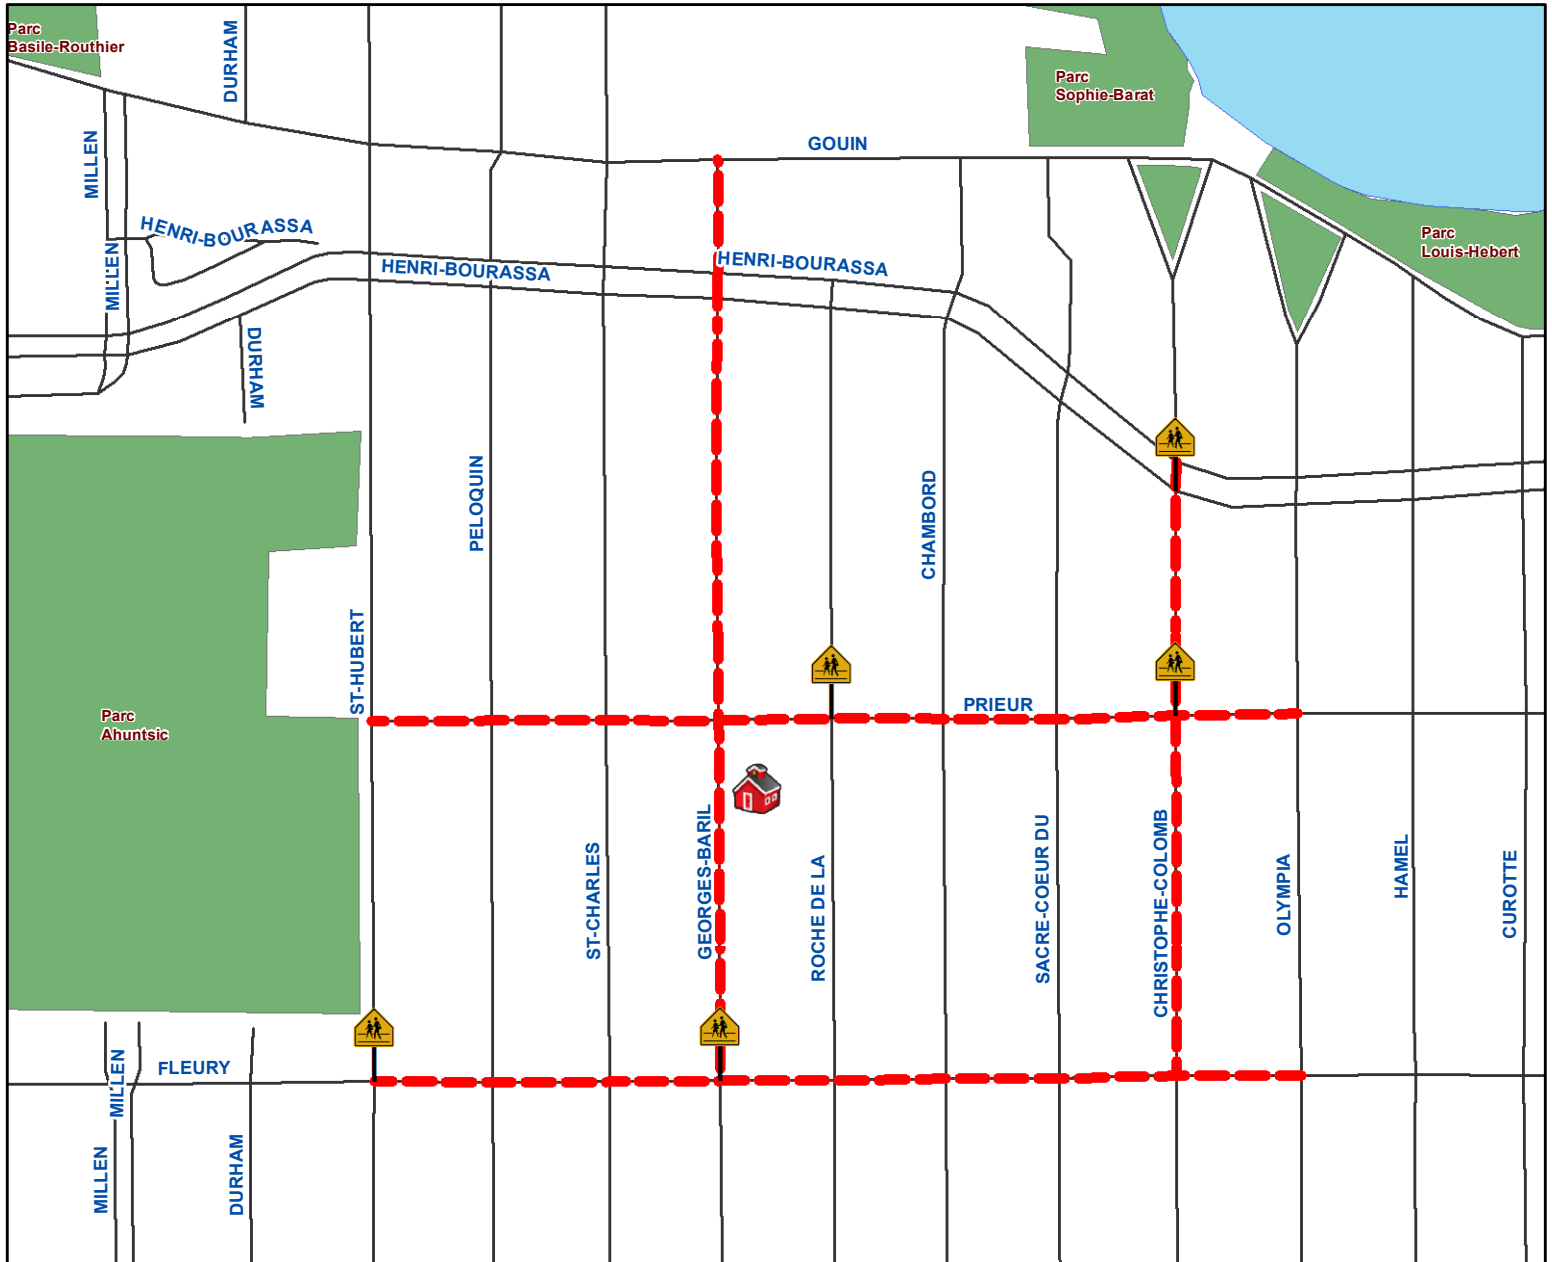 Parc
Basile-Routhier
DURHAM
Parc
Sophie-Barat
MILLEN
GOUIN
HENRI-BOURASSA
MILLEN
HENRI-BOURASSA
HENRI-BOURASSA
Parc
Louis-Hebert
DURHAM
PELOQUIN
CHAMBORD
ST-HUBERT
PRIEUR
Parc
Ahuntsic
ST-CHARLES
GEORGES-BARIL
ROCHE DE LA
SACRE-COEUR DU
CHRISTOPHE-COLOMB
OLYMPIA
HAMEL
CUROTTE
FLEURY
MILLEN
MILLEN
DURHAM